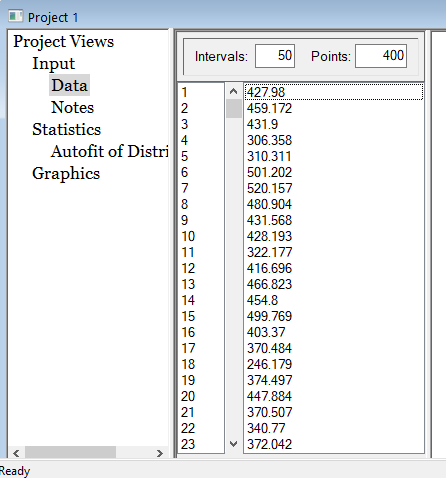 Project 1
Project Views
Input
Data
Notes
Statistics
Autofit of Distri
Graphics
Intervals: 50 Points: 400
1 427.98
2 459.172
3 431.9
4 306.358
5 310.311
6 501.202
7 520.157
8 480.904
9 431.568
10 428.193
11 322.177
12 416.696
13 466.823
14 454.8
15 499.769
16 403.37
17 370.484
18 246.179
19 374.497
20 447.884
21 370.507
22 340.77
23 372.042
Ready